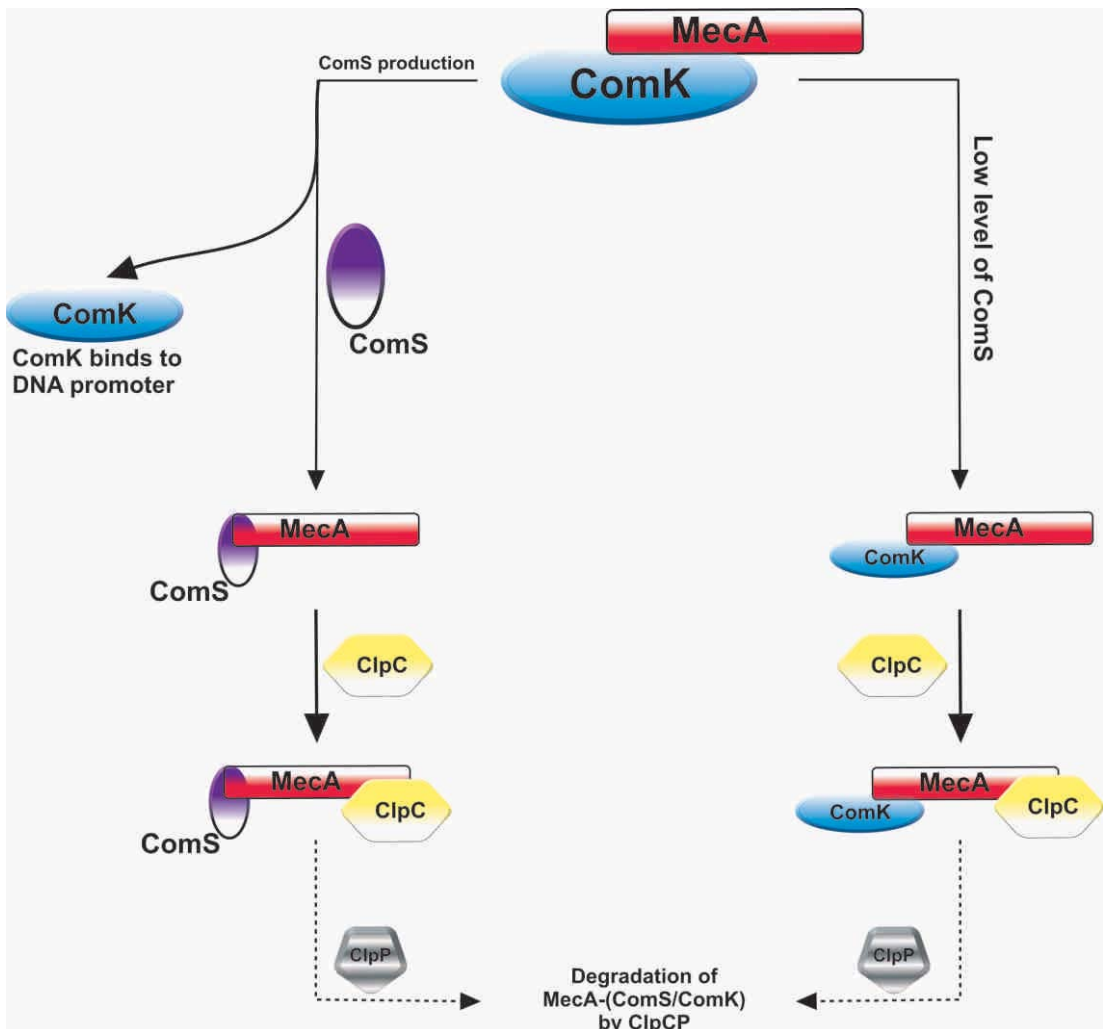 MecA
ComS production
ComK
Low level of ComS
ComK
ComK binds to
DNA promoter
ComS
MecA
ComS
MecA
ComK
ClpC
ClpC
MecA
ClpC
ComS
MecA
ComK
ClpC
ClpP
ClpP
Degradation of
MecA-(ComS/ComK)
by ClpCP